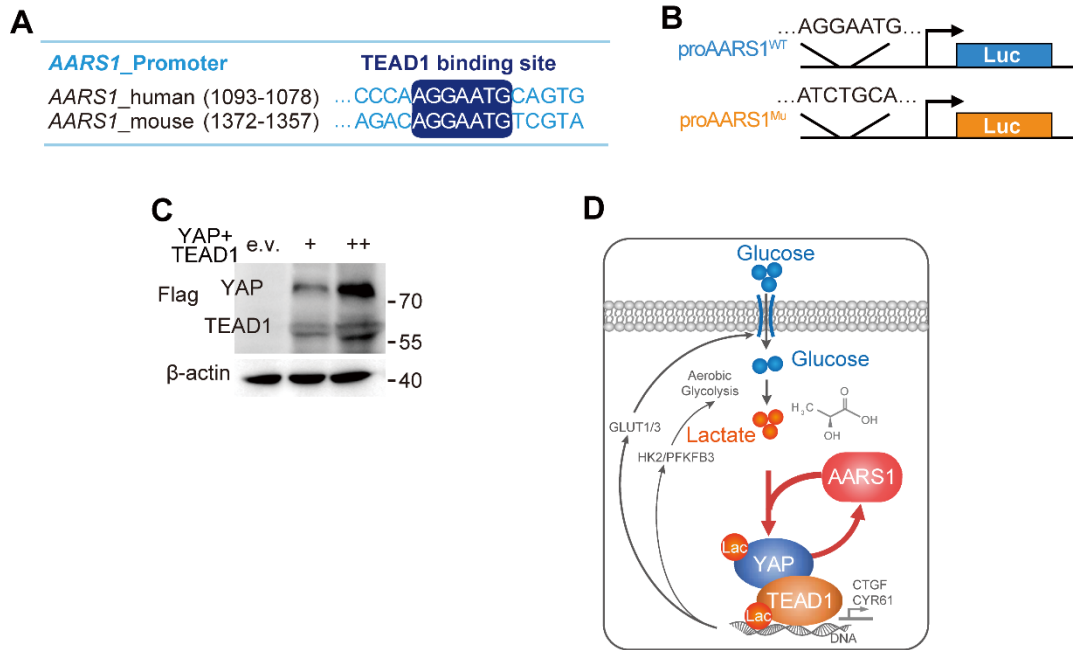 A
AARS1_Promoter TEAD1 binding site
AARS1_human (1093-1078) ...CCCAAGGAATGCAGTG
AARS1_mouse (1372-1357) ...AGACAGGAATGTCGTA
B
...AGGAATG...
proAARS1WT Luc
...ATCTGCA...
proAARS1Mu Luc
C
YAP+
TEAD1 e.v. + ++
Flag YAP -70
TEAD1 -55
β-actin -40
D
Glucose
Glucose
Aerobic
Glycolysis
H3C O OH OH
Lactate
GLUT1/3
HK2/PFKFB3
AARS1
Lac YAP
TEAD1 CTGF
CYR61
Lac
DNA